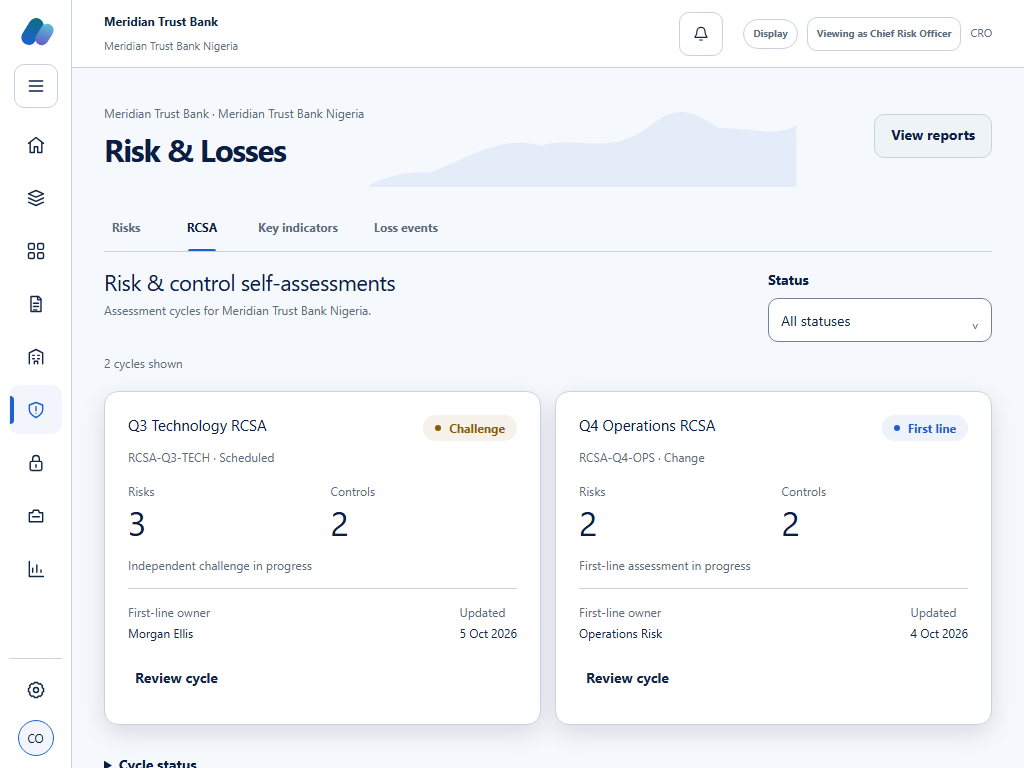 Meridian Trust Bank
Meridian Trust Bank Nigeria
Display
Viewing as Chief Risk Officer
CRO
Meridian Trust Bank · Meridian Trust Bank Nigeria
Risk & Losses
View reports
Risks
RCSA
Key indicators
Loss events
Risk & control self-assessments
Assessment cycles for Meridian Trust Bank Nigeria.
Status
All statuses
2 cycles shown
Q3 Technology RCSA
Challenge
RCSA-Q3-TECH · Scheduled
Risks
Controls
3
2
Independent challenge in progress
First-line owner
Updated
Morgan Ellis
5 Oct 2026
Review cycle
Q4 Operations RCSA
First line
RCSA-Q4-OPS · Change
Risks
Controls
2
2
First-line assessment in progress
First-line owner
Updated
Operations Risk
4 Oct 2026
Review cycle
CO
Cycle status